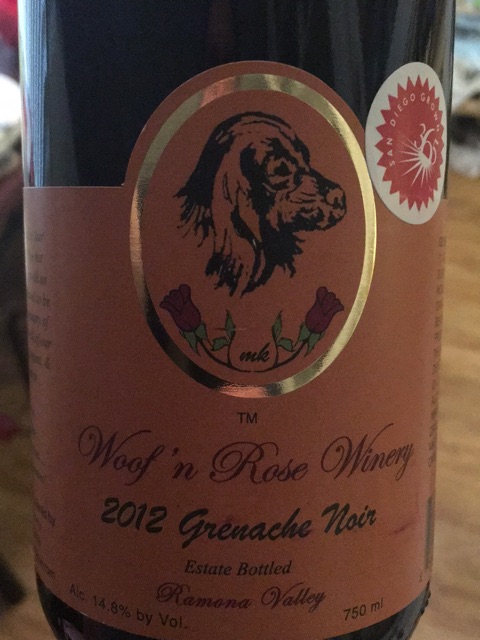 SAN DIEGO GROWN
mk
TM
Woof 'n Rose Winery
2012 Grenache Noir
Estate Bottled
Ramona Valley
Alc. 14.8% by Vol.
750 ml